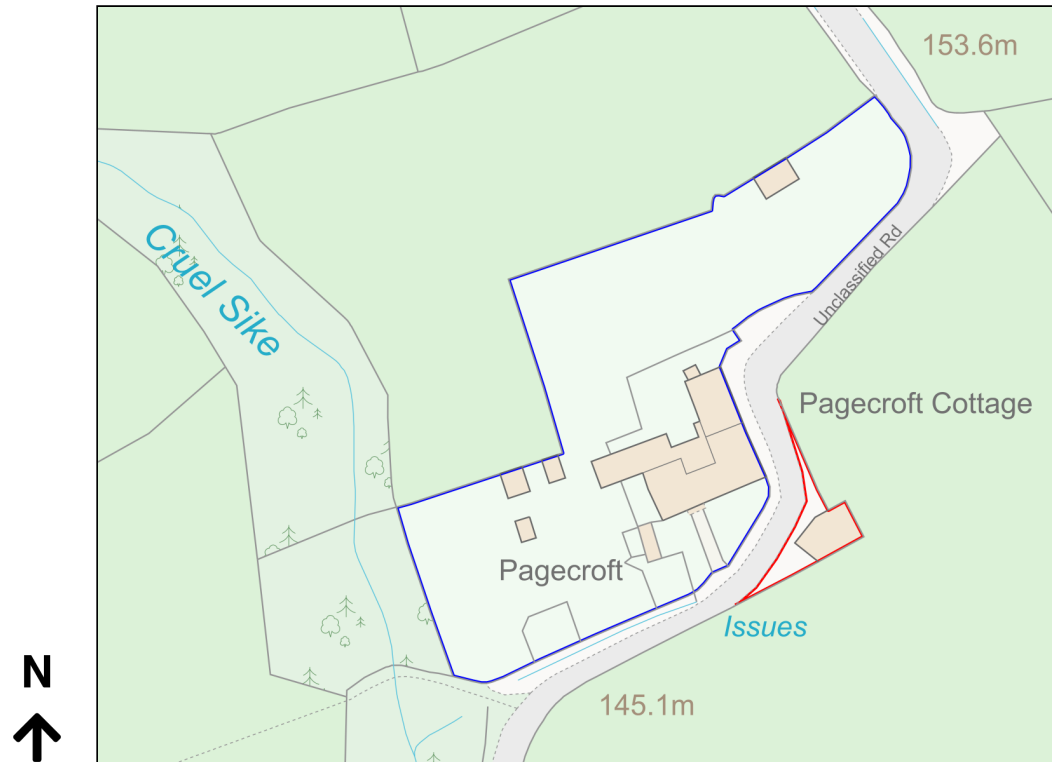 153.6m
Cruel Sike
Unclassified Rd
Pagecroft Cottage
Pagecroft
Issues
N
145.1m